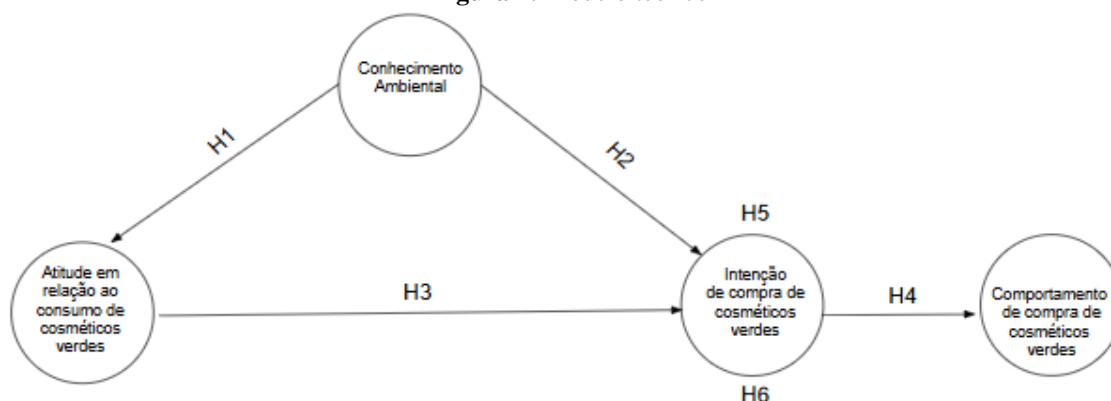 Conhecimento
Ambiental
H1
H2
H5
Atitude em
relação ao
consumo de
cosméticos
verdes
H3
Intenção
de compra de
cosméticos
verdes
H4
Comportamento
de compra de
cosméticos
verdes
H6